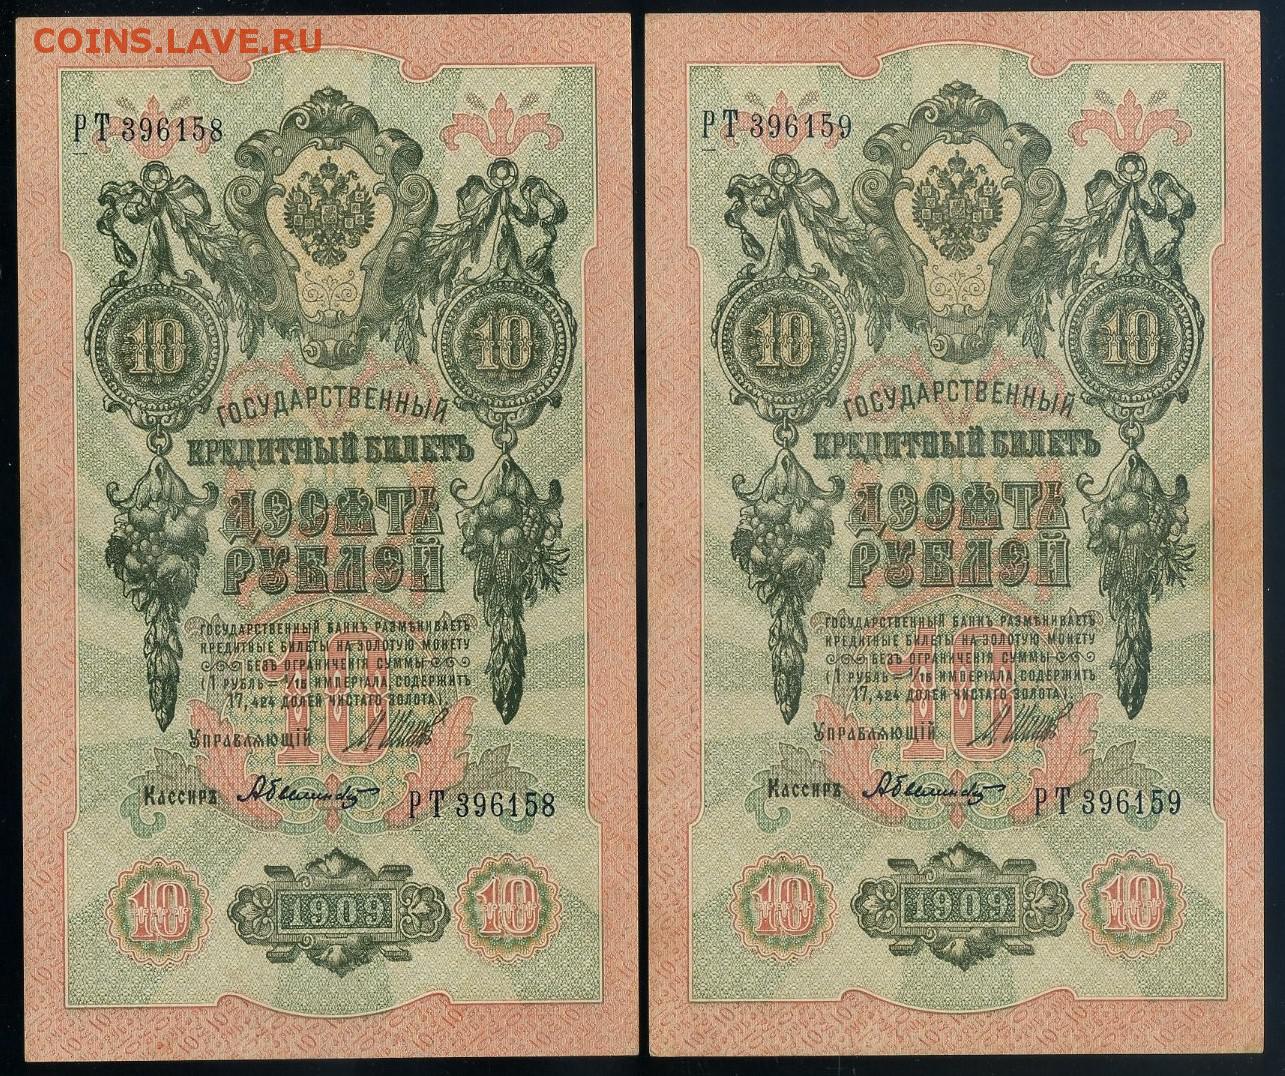 COINS.LAVE.RU
РТ 396158
10 10
ГОСУДАРСТВЕННЫЙ
КРЕДИТНЫЙ БИЛЕТЪ
ДЕСЯТЬ
РУБЛЕЙ
ГОСУДАРСТВЕННЫЙ БАНКЪ РАЗМѢНИВАЕТЪ
КРЕДИТНЫЕ БИЛЕТЫ НА ЗОЛОТУЮ МОНЕТУ
БЕЗЪ ОГРАНИЧЕНІЯ СУММЫ
(1 РУБЛЬ = 1/15 ИМПЕРІАЛА, СОДЕРЖИТЪ
17,424 ДОЛЕЙ ЧИСТАГО ЗОЛОТА).
10
УПРАВЛЯЮЩІЙ
КАССИРЪ
РТ 396158
10 1909 10
РТ 396159
10 10
ГОСУДАРСТВЕННЫЙ
КРЕДИТНЫЙ БИЛЕТЪ
ДЕСЯТЬ
РУБЛЕЙ
ГОСУДАРСТВЕННЫЙ БАНКЪ РАЗМѢНИВАЕТЪ
КРЕДИТНЫЕ БИЛЕТЫ НА ЗОЛОТУЮ МОНЕТУ
БЕЗЪ ОГРАНИЧЕНІЯ СУММЫ
(1 РУБЛЬ = 1/15 ИМПЕРІАЛА, СОДЕРЖИТЪ
17,424 ДОЛЕЙ ЧИСТАГО ЗОЛОТА).
10
УПРАВЛЯЮЩІЙ
КАССИРЪ
РТ 396159
10 1909 10